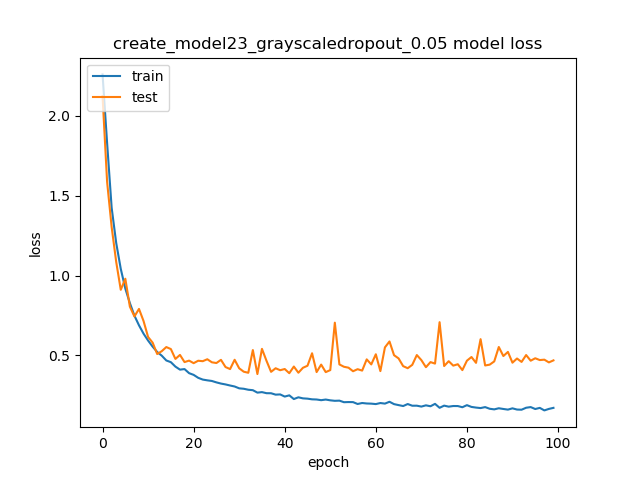 create_model23_grayscaledropout_0.05 model loss
train
test
2.0
1.5
1.0
0.5
loss
0 20 40 60 80 100
epoch